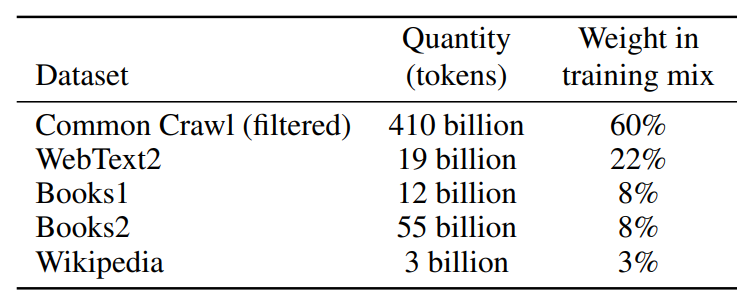 Quantity Weight in
Dataset (tokens) training mix
Common Crawl (filtered) 410 billion 60%
WebText2 19 billion 22%
Books1 12 billion 8%
Books2 55 billion 8%
Wikipedia 3 billion 3%